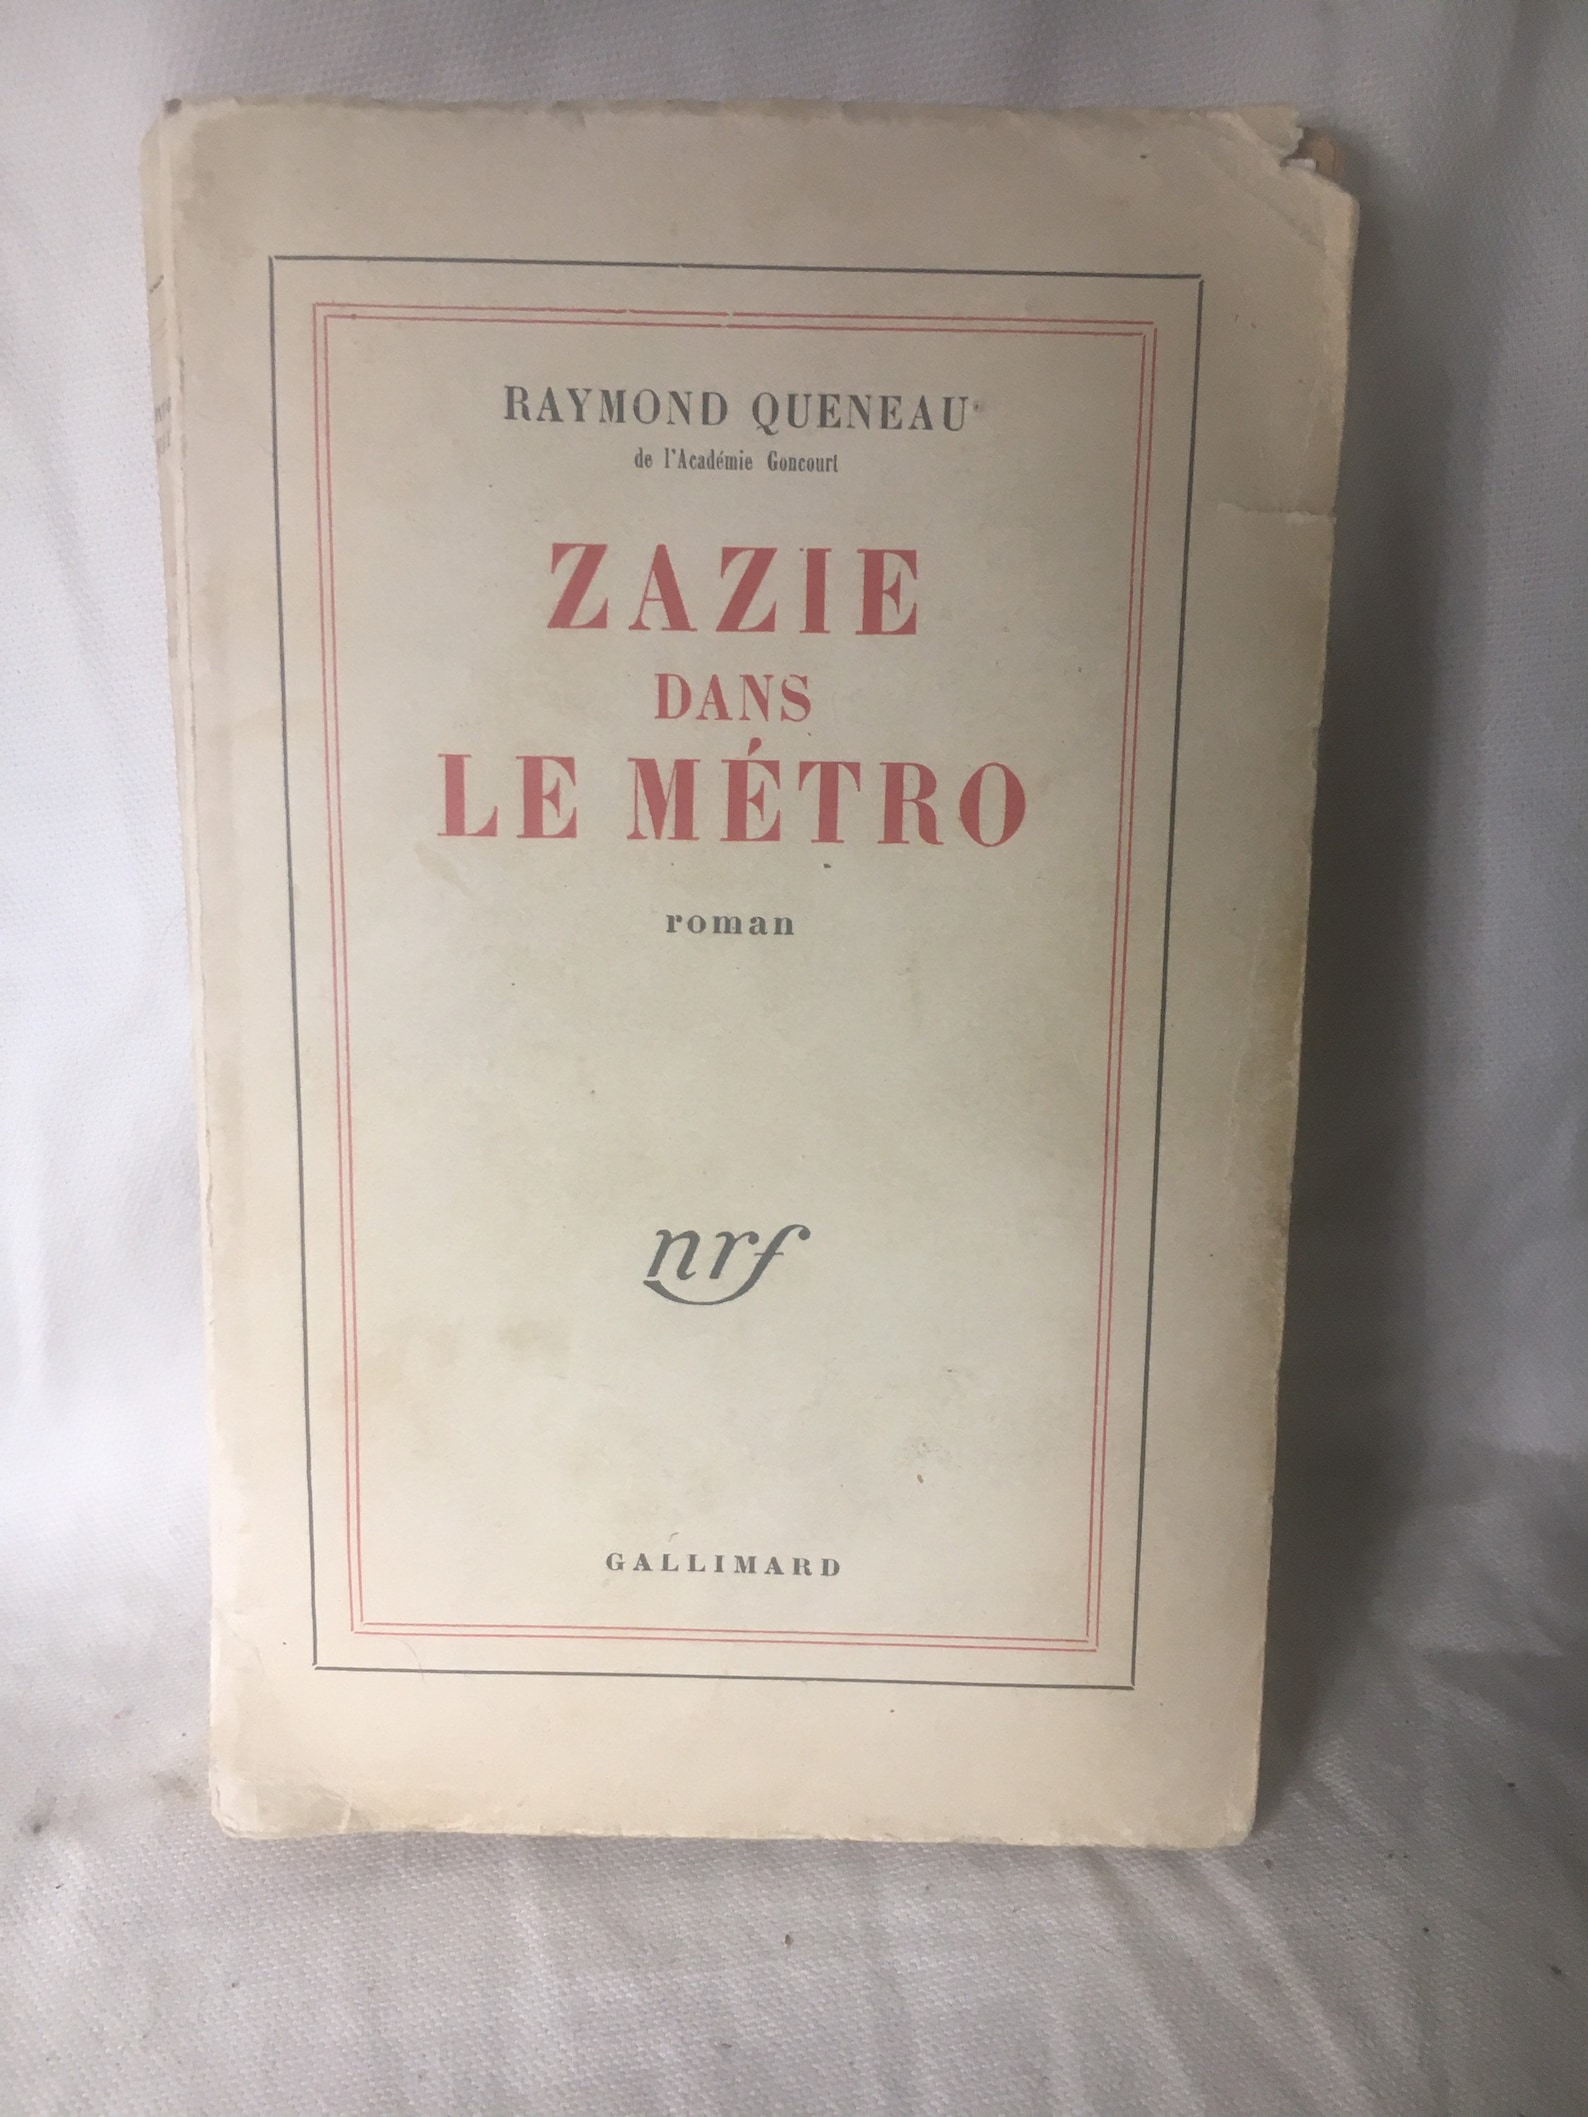 RAYMOND QUENEAU
de l'Académie Goncourt
ZAZIE
DANS
LE MÉTRO
roman
nrf
GALLIMARD